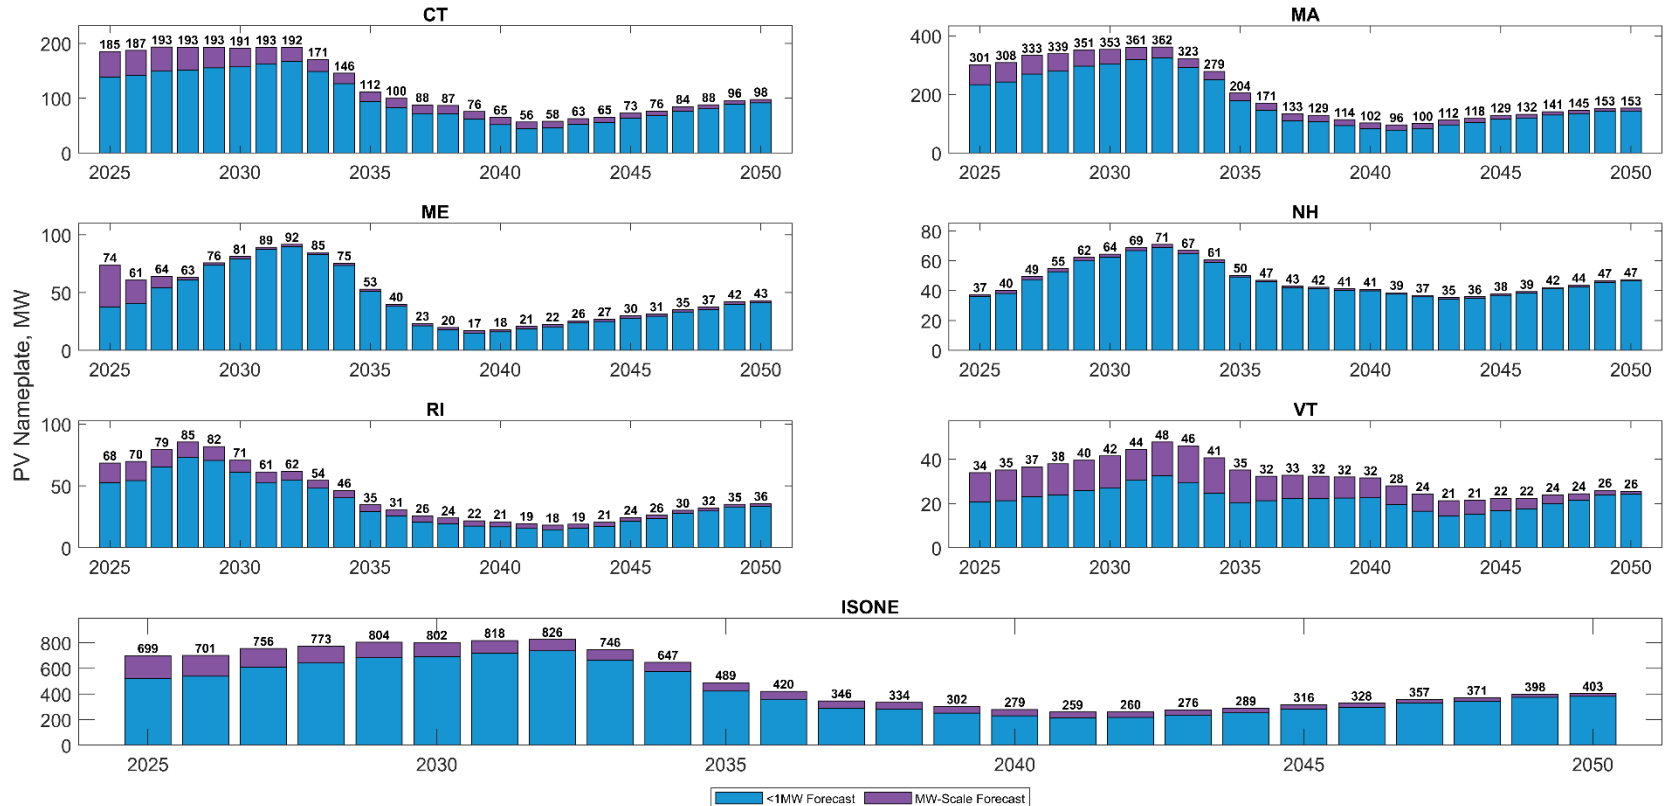 CT
185 187 193 193 193 191 193 192 171 146 112 100 88 87 76 65 56 58 63 65 73 76 84 88 96 98
200
100
0
2025 2030 2035 2040 2045 2050
MA
301 308 333 339 351 353 361 362 323 279 204 171 133 129 114 102 96 100 112 118 129 132 141 145 153 153
400
200
0
2025 2030 2035 2040 2045 2050
PV Nameplate, MW
ME
74 61 64 63 76 81 89 92 85 75 53 40 23 20 17 18 21 22 26 27 30 31 35 37 42 43
100
50
0
2025 2030 2035 2040 2045 2050
NH
37 40 49 55 62 64 69 71 67 61 50 47 43 42 41 41 39 37 35 36 38 39 42 44 47 47
80
60
40
20
0
2025 2030 2035 2040 2045 2050
RI
68 70 79 85 82 71 61 62 54 46 35 31 26 24 22 21 19 18 19 21 24 26 30 32 35 36
100
50
0
2025 2030 2035 2040 2045 2050
VT
34 35 37 38 40 42 44 48 46 41 35 32 33 32 32 32 28 24 21 21 22 22 24 24 26 26
40
20
0
2025 2030 2035 2040 2045 2050
ISONE
699 701 756 773 804 802 818 826 746 647 489 420 346 334 302 279 259 260 276 289 316 328 357 371 398 403
800
600
400
200
0
2025 2030 2035 2040 2045 2050
<1MW Forecast MW-Scale Forecast